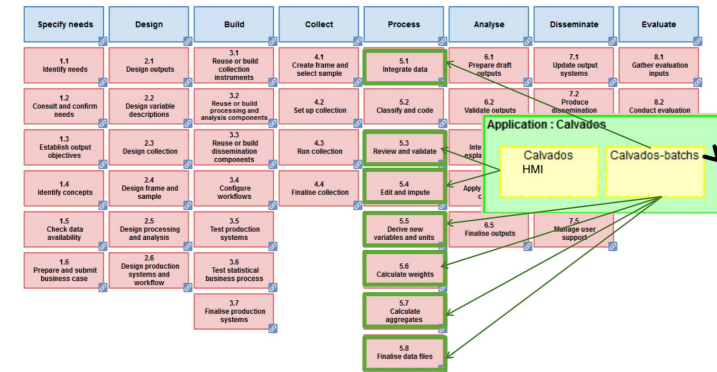 Specify needs
Design
Build
Collect
Process
Analyse
Disseminate
Evaluate
1.1
Identify needs
2.1
Design outputs
3.1
Reuse or build
collection
instruments
4.1
Create frame and
select sample
5.1
Integrate data
6.1
Prepare draft
outputs
7.1
Update output
systems
8.1
Gather evaluation
inputs
1.2
Consult and confirm
needs
2.2
Design variable
descriptions
3.2
Reuse or build
processing and
analysis components
4.2
Set up collection
5.2
Classify and code
6.2
Validate outputs
7.2
Produce
dissemination
8.2
Conduct evaluation
Application : Calvados
Calvados
HMI
Calvados-batchs
1.3
Establish output
objectives
2.3
Design collection
3.3
Reuse or build
dissemination
components
4.3
Run collection
5.3
Review and validate
1.4
Identify concepts
2.4
Design frame and
sample
3.4
Configure
workflows
4.4
Finalise collection
5.4
Edit and impute
Apply
1.5
Check data
availability
2.5
Design processing
and analysis
3.5
Test production
systems
5.5
Derive new
variables and units
6.5
Finalise outputs
7.5
Manage user
support
1.6
Prepare and submit
business case
2.6
Design production
systems and
workflow
3.6
Test statistical
business process
5.6
Calculate weights
3.7
Finalise production
systems
5.7
Calculate
aggregates
5.8
Finalise data files